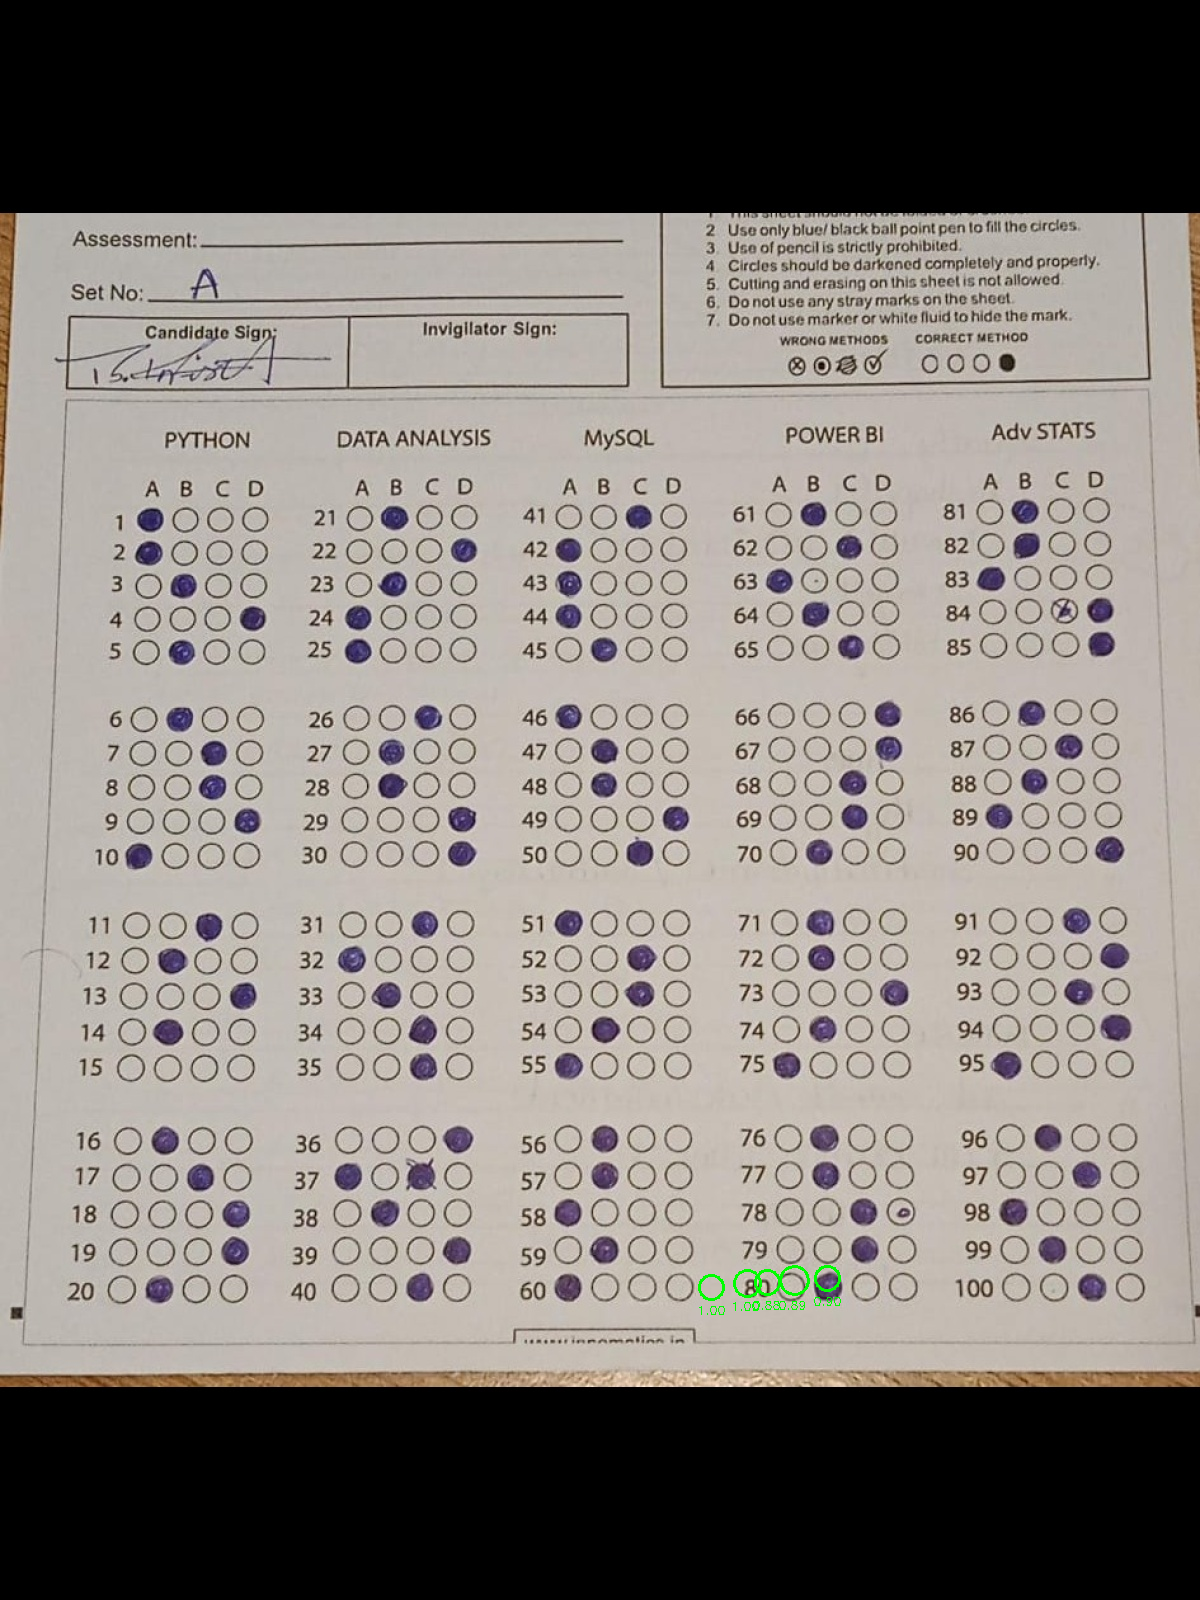 Assessment:
Set No: A
Candidate Sign:
Invigilator Sign:
2 Use only blue/ black ball point pen to fill the circles.
3. Use of pencil is strictly prohibited.
4 Circles should be darkened completely and properly.
5. Cutting and erasing on this sheet is not allowed.
6. Do not use any stray marks on the sheet.
7. Do not use marker or white fluid to hide the mark.
WRONG METHODS CORRECT METHOD
PYTHON DATA ANALYSIS MySQL POWER BI Adv STATS
A B C D A B C D A B C D A B C D A B C D
1 21 41 61 81
2 22 42 62 82
3 23 43 63 83
4 24 44 64 84
5 25 45 65 85
6 26 46 66 86
7 27 47 67 87
8 28 48 68 88
9 29 49 69 89
10 30 50 70 90
11 31 51 71 91
12 32 52 72 92
13 33 53 73 93
14 34 54 74 94
15 35 55 75 95
16 36 56 76 96
17 37 57 77 97
18 38 58 78 98
19 39 59 79 99
20 40 60 80 100
1.00 1.00 0.88 0.89 0.90